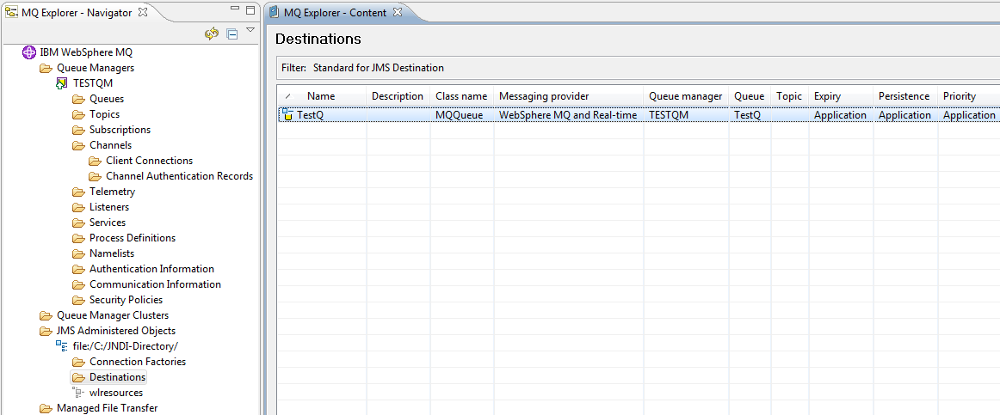 MQ Explorer - Navigator
IBM WebSphere MQ
Queue Managers
TESTQM
Queues
Topics
Subscriptions
Channels
Client Connections
Channel Authentication Records
Telemetry
Listeners
Services
Process Definitions
Namelists
Authentication Information
Communication Information
Security Policies
Queue Manager Clusters
JMS Administered Objects
file:/C:/JNDI-Directory/
Connection Factories
Destinations
wlresources
Managed File Transfer
MQ Explorer - Content
Destinations
Filter: Standard for JMS Destination
Name Description Class name Messaging provider Queue manager Queue Topic Expiry Persistence Priority
TestQ MQQueue WebSphere MQ and Real-time TESTQM TestQ Application Application Application